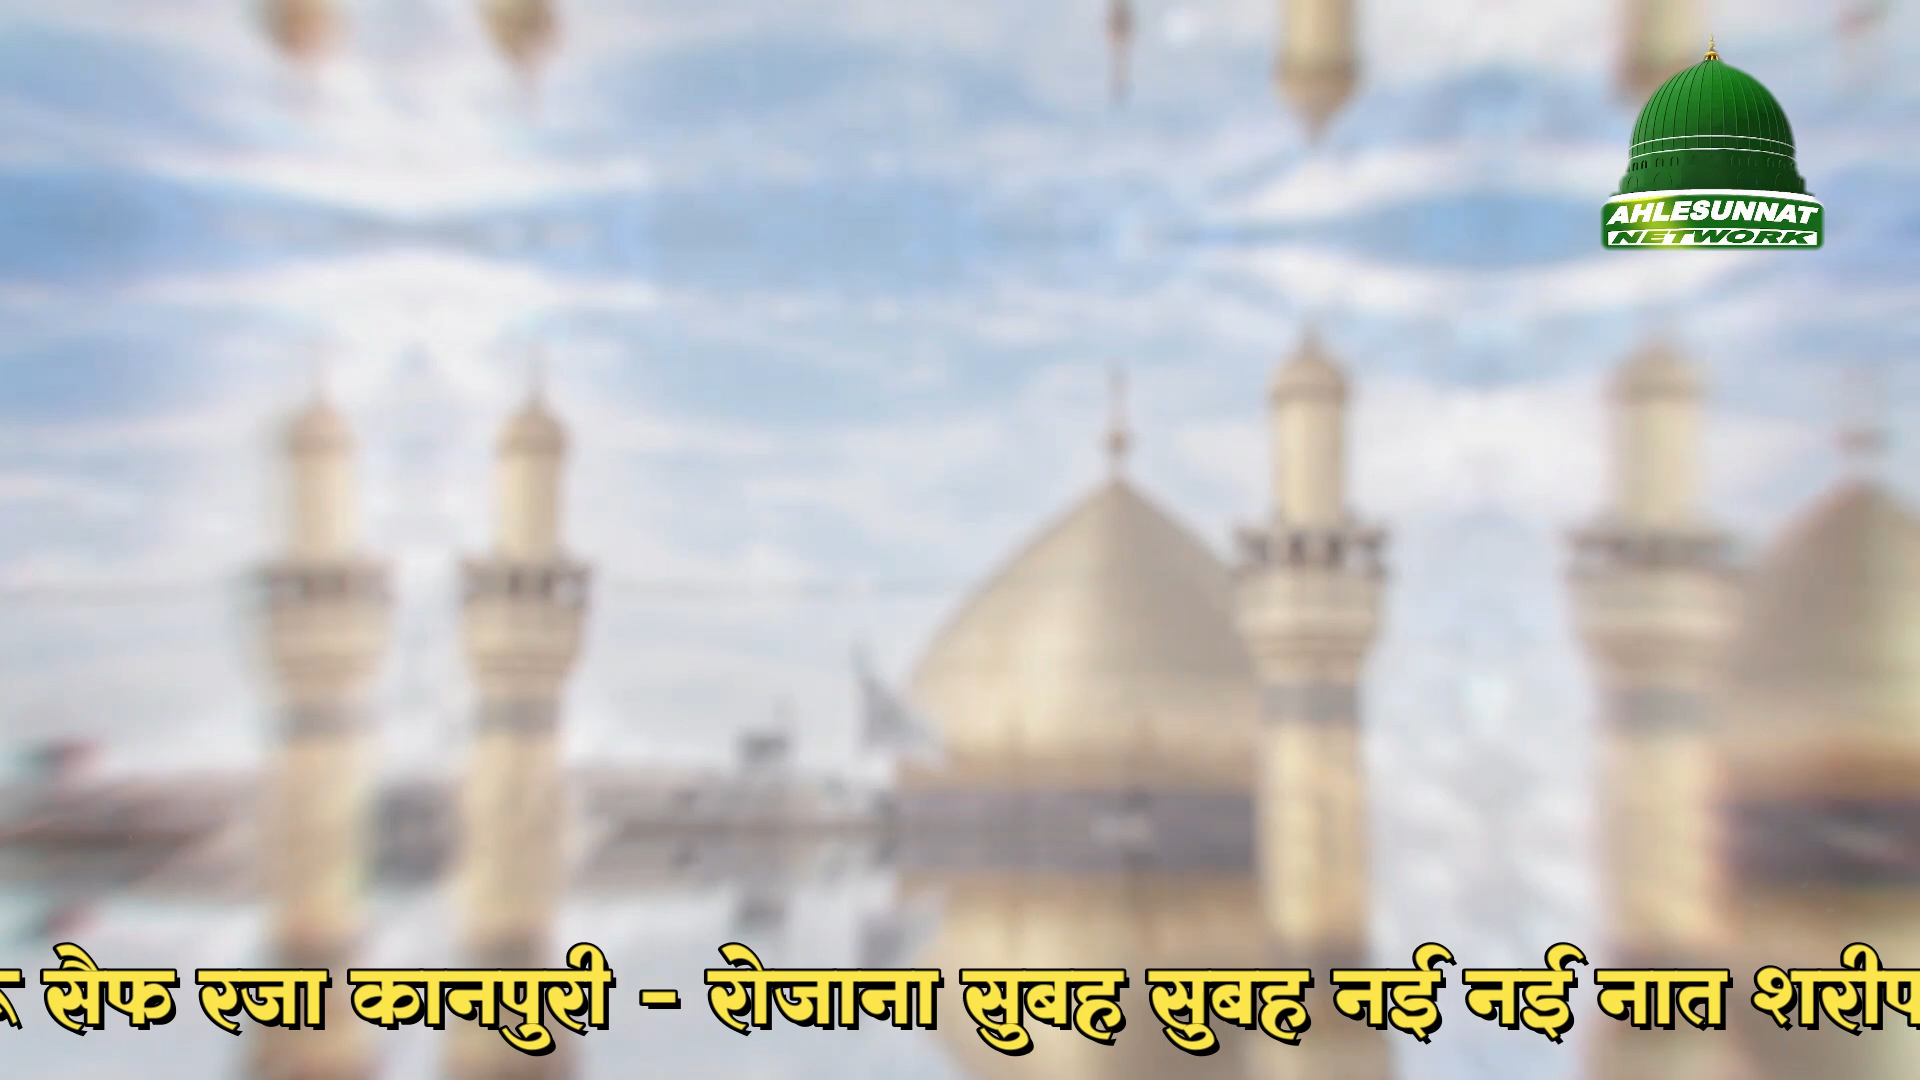 AHLESUNNAT
NETWORK
सैफ रजा कानपुरी - रोजाना सुबह सुबह नई नई नात शरीफ